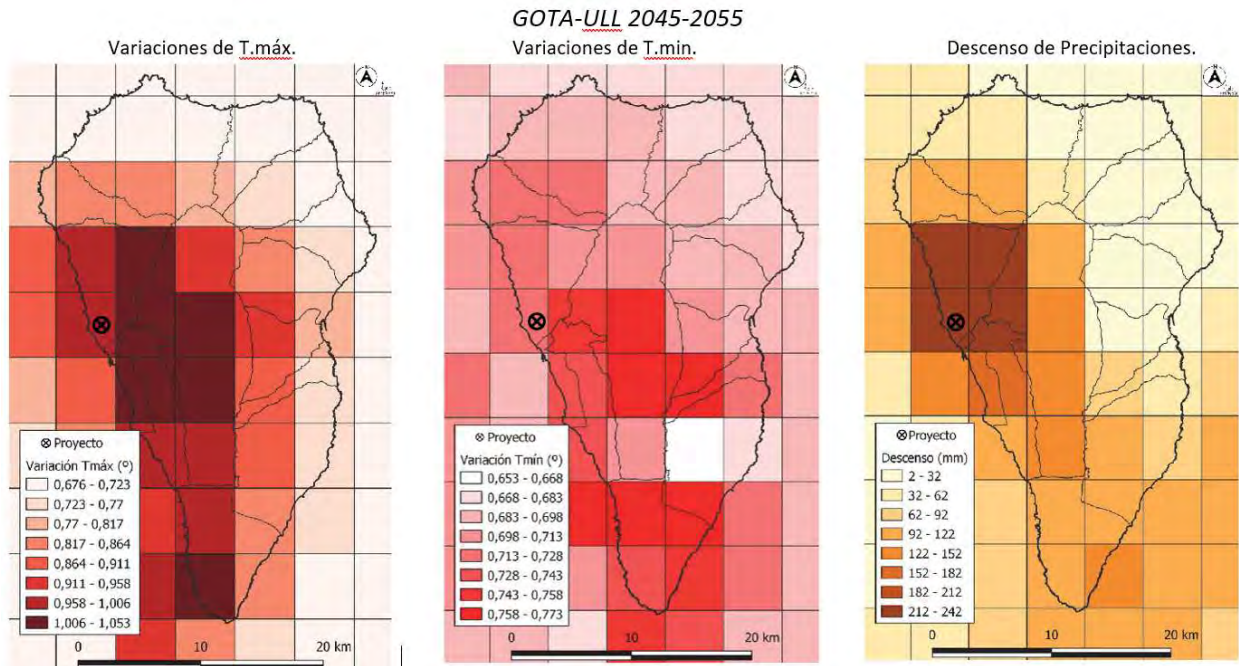 GOTA-ULL 2045-2055
Variaciones de T.máx.
Variaciones de T.min.
Descenso de Precipitaciones.
A
Proyecto
Variación Tmáx (º)
0,676 - 0,723
0,723 - 0,77
0,77 - 0,817
0,817 - 0,864
0,864 - 0,911
0,911 - 0,958
0,958 - 1,006
1,006 - 1,053
0 10 20 km
A
Proyecto
Variación Tmín (º)
0,653 - 0,668
0,668 - 0,683
0,683 - 0,698
0,698 - 0,713
0,713 - 0,728
0,728 - 0,743
0,743 - 0,758
0,758 - 0,773
0 10 20 km
A
Proyecto
Descenso (mm)
2 - 32
32 - 62
62 - 92
92 - 122
122 - 152
152 - 182
182 - 212
212 - 242
0 10 20 km